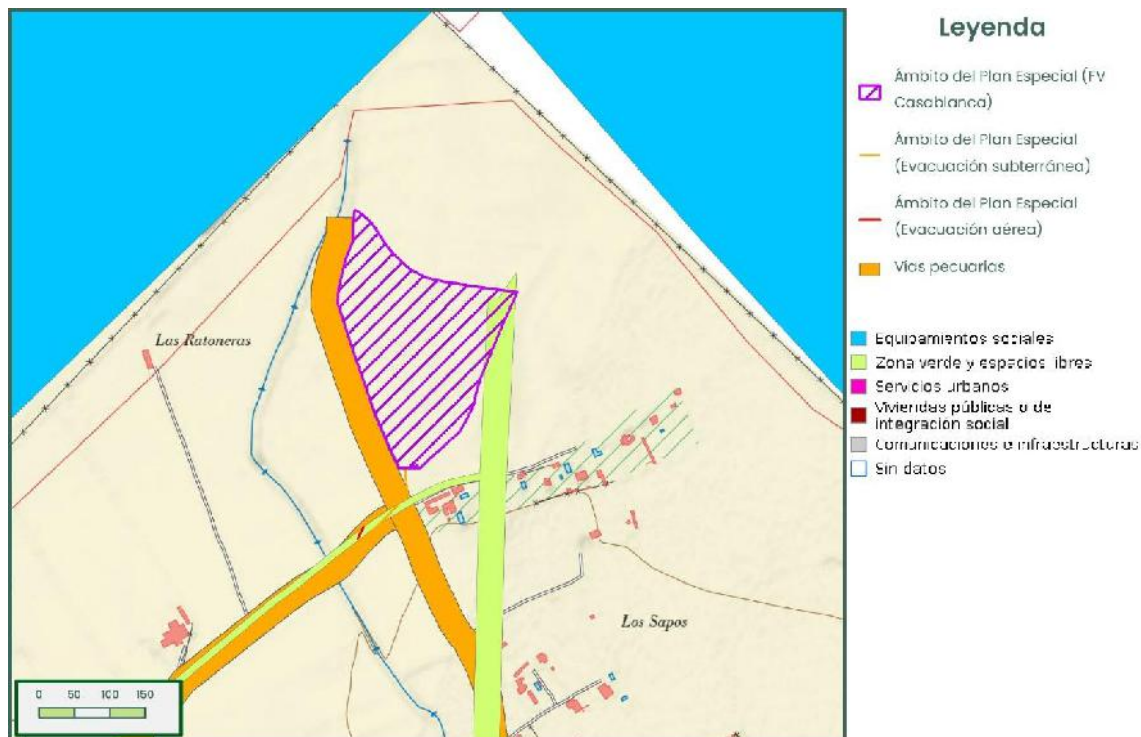 Leyenda
Ámbito del Plan Especial (FV
Casablanca)
Ámbito del Plan Especial
(Evacuación subterránea)
Ámbito del Plan Especial
(Evacuación aérea)
Vías pecuarias
Equipamientos sociales
Zona verde y espacios libres
Servicios urbanos
Viviendas públicas o de
integración social
Comunicaciones e infraestructuras
Sin datos
Las Ratoneras
Los Sapos
0 50 100 150